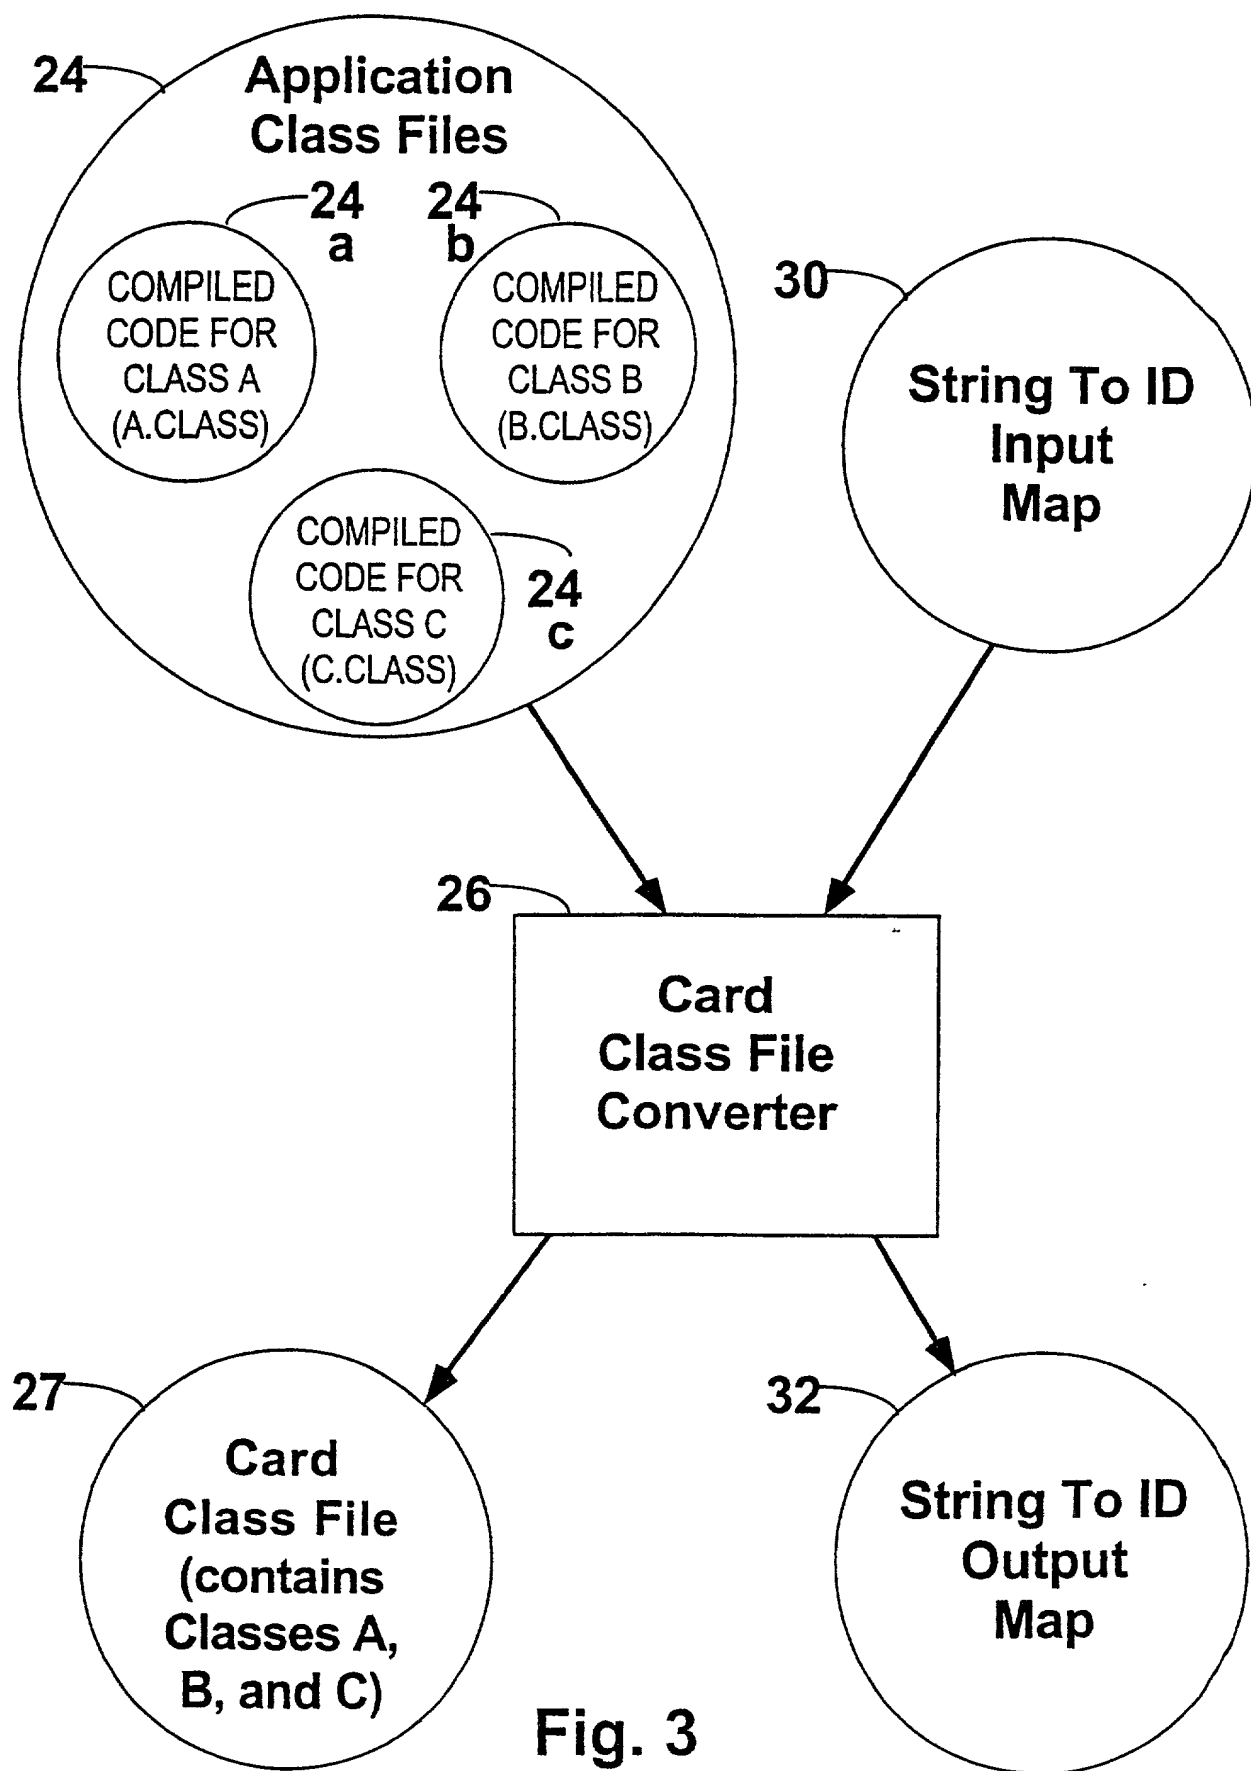 24
Application
Class Files
24
a
24
b
COMPILED
CODE FOR
CLASS A
(A.CLASS)
COMPILED
CODE FOR
CLASS B
(B.CLASS)
COMPILED
CODE FOR
CLASS C
(C.CLASS)
24
c
30
String To ID
Input
Map
26
Card
Class File
Converter
27
Card
Class File
(contains
Classes A,
B, and C)
32
String To ID
Output
Map
Fig. 3